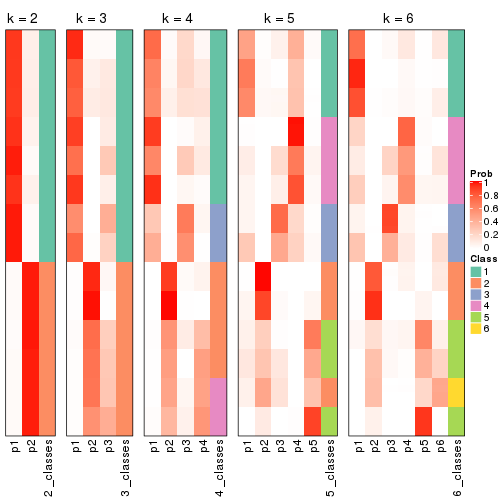 k = 2
k = 3
k = 4
k = 5
k = 6
Prob
1
0.8
0.6
0.4
0.2
0
Class
1
2
3
4
5
6
p1
p2
2_classes
p1
p2
p3
3_classes
p1
p2
p3
p4
4_classes
p1
p2
p3
p4
p5
5_classes
p1
p2
p3
p4
p5
p6
6_classes